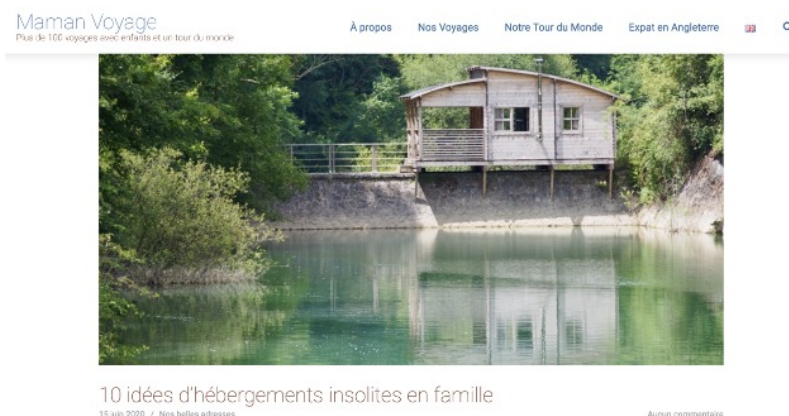 Maman Voyage
Plus de 100 voyages avec enfants et un tour du monde
À propos Nos Voyages Notre Tour du Monde Expat en Angleterre
10 idées d'hébergements insolites en famille
15 juin 2020 / Nos belles adresses Aucun commentaire